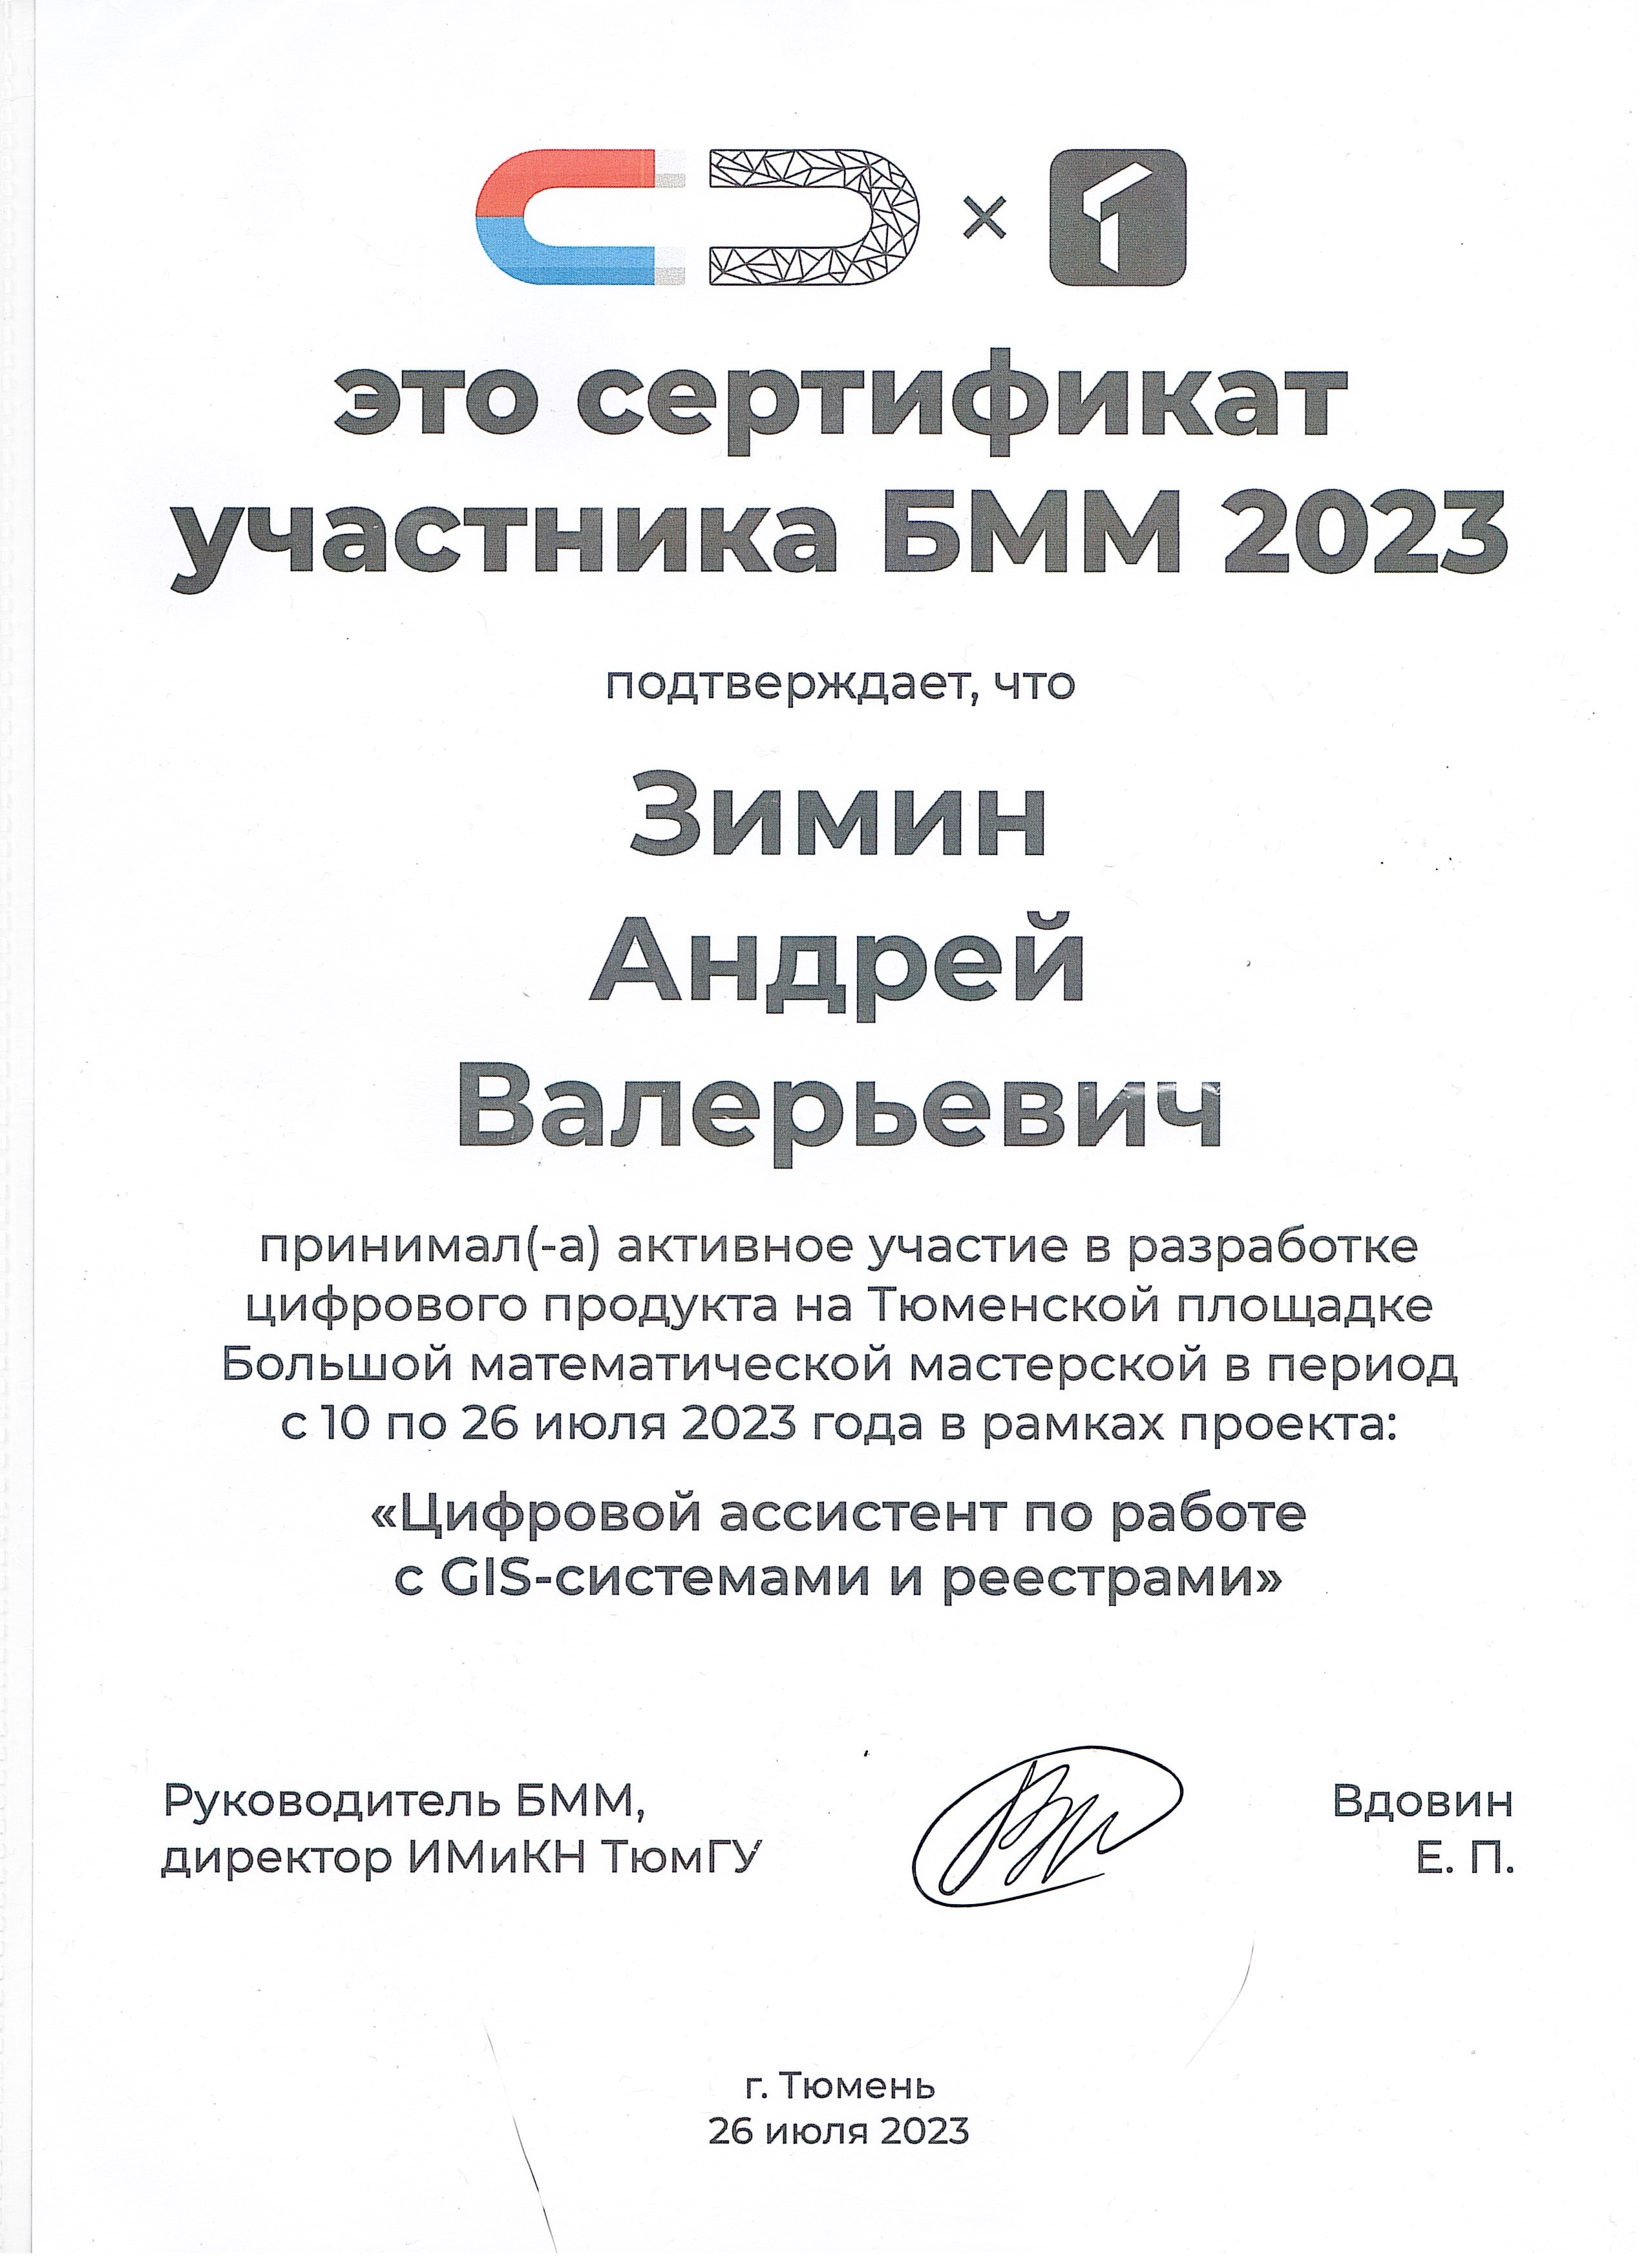 это сертификат
участника БММ 2023
подтверждает, что
Зимин
Андрей
Валерьевич
принимал(-а) активное участие в разработке
цифрового продукта на Тюменской площадке
Большой математической мастерской в период
с 10 по 26 июля 2023 года в рамках проекта:
«Цифровой ассистент по работе
с GIS-системами и реестрами»
Руководитель БММ,
директор ИМиКН ТюмГУ
Вдовин
Е. П.
г. Тюмень
26 июля 2023